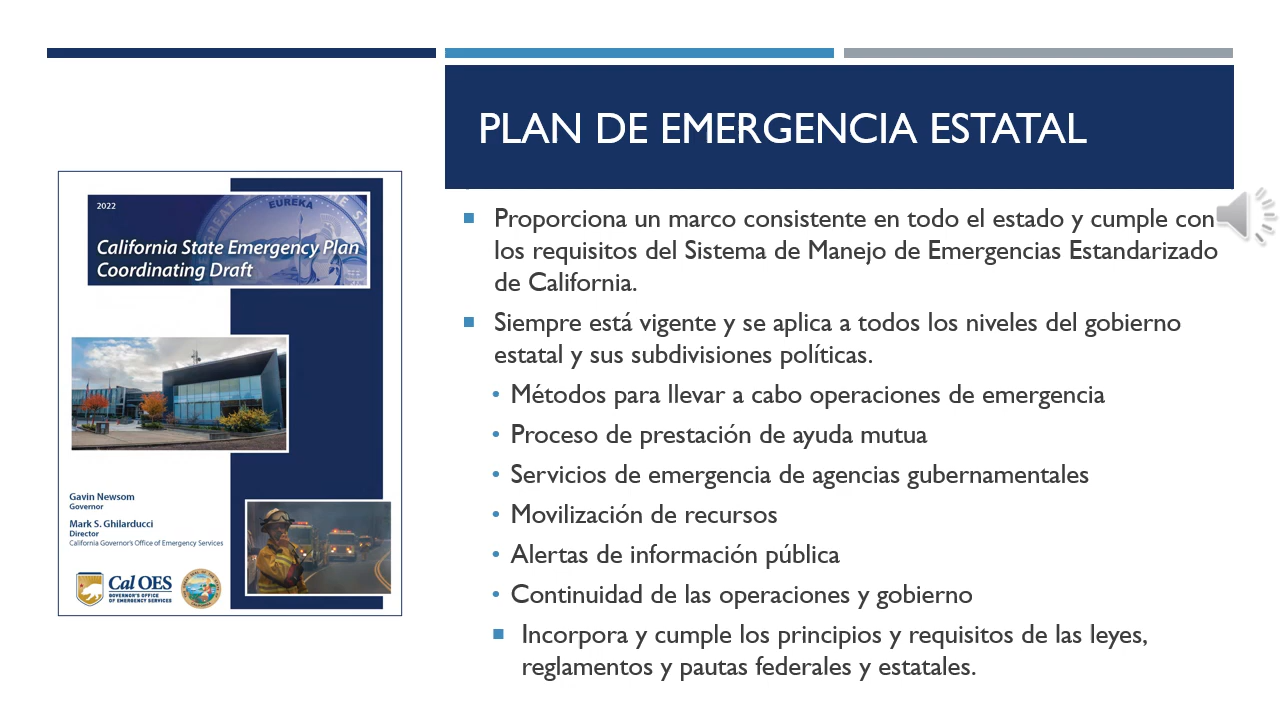 PLAN DE EMERGENCIA ESTATAL
2022
EUREKA
California State Emergency Plan
Coordinating Draft
Gavin Newsom
Governor
Mark S. Ghilarducci
Director
California Governor's Office of Emergency Services
Cal OES
GOVERNOR'S OFFICE
OF EMERGENCY SERVICES
Proporciona un marco consistente en todo el estado y cumple con
los requisitos del Sistema de Manejo de Emergencias Estandarizado
de California.
Siempre está vigente y se aplica a todos los niveles del gobierno
estatal y sus subdivisiones políticas.
Métodos para llevar a cabo operaciones de emergencia
Proceso de prestación de ayuda mutua
Servicios de emergencia de agencias gubernamentales
Movilización de recursos
Alertas de información pública
Continuidad de las operaciones y gobierno
Incorpora y cumple los principios y requisitos de las leyes,
reglamentos y pautas federales y estatales.